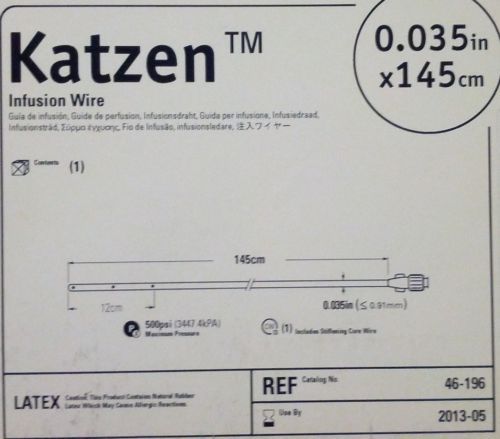 Katzen™
0.035in
x145cm
Infusion Wire
Guía de infusión, Guide de perfusion, Infusionsdraht, Guida per infusione, Infusiedraad,
Infusionstråd, Σύρμα έγχυσης, Fio de Infusão, infusionsledare, 注入ワイヤー
Contents (1)
145cm
12cm
0.035in (≤ 0.91mm)
500psi (3447.4kPA)
Maximum Pressure
CW (1) Includes Stiffening Core Wire
LATEX Caution: This Product Contains Natural Rubber
Latex Which May Cause Allergic Reactions.
REF Catalog No. 46-196
Use By 2013-05